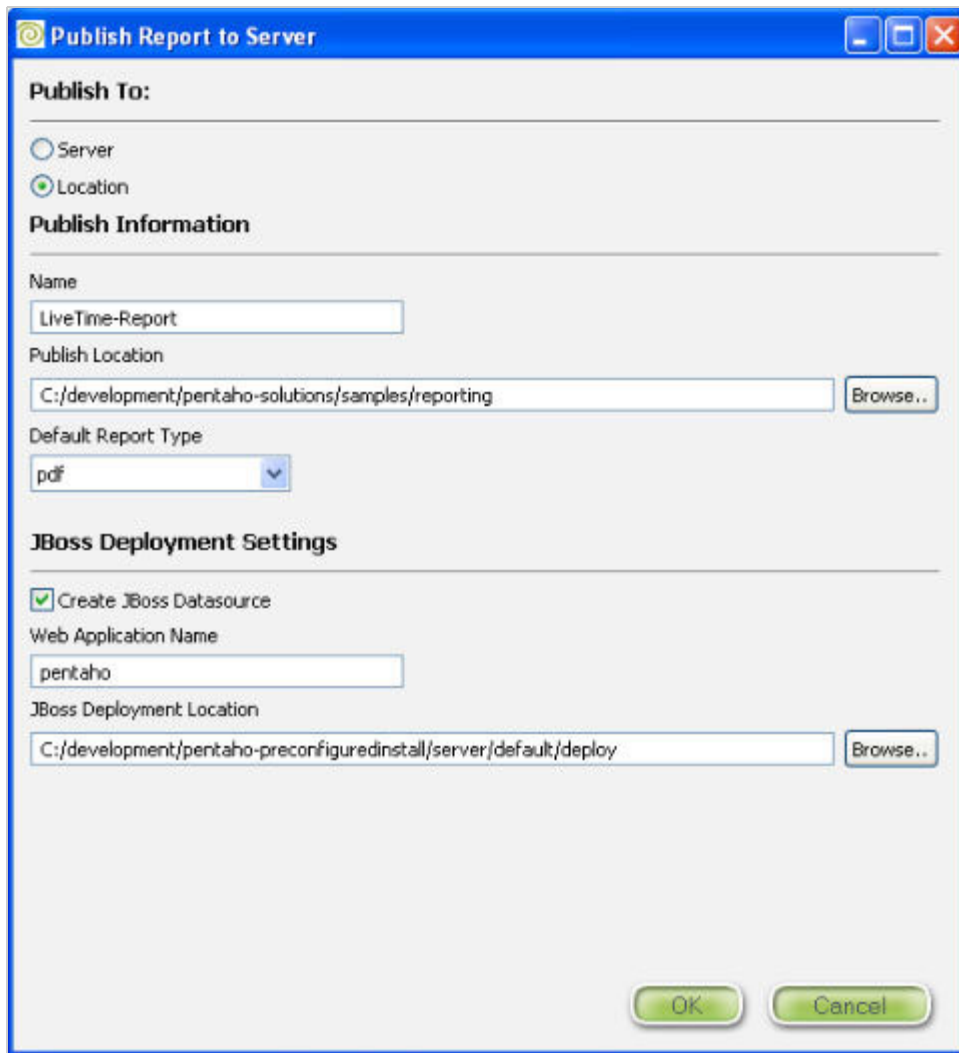 Publish Report to Server
Publish To:
Server
Location
Publish Information
Name
LiveTime-Report
Publish Location
C:/development/pentaho-solutions/samples/reporting
Browse..
Default Report Type
pdf
JBoss Deployment Settings
Create JBoss Datasource
Web Application Name
pentaho
JBoss Deployment Location
C:/development/pentaho-preconfiguredinstall/server/default/deploy
Browse..
OK
Cancel